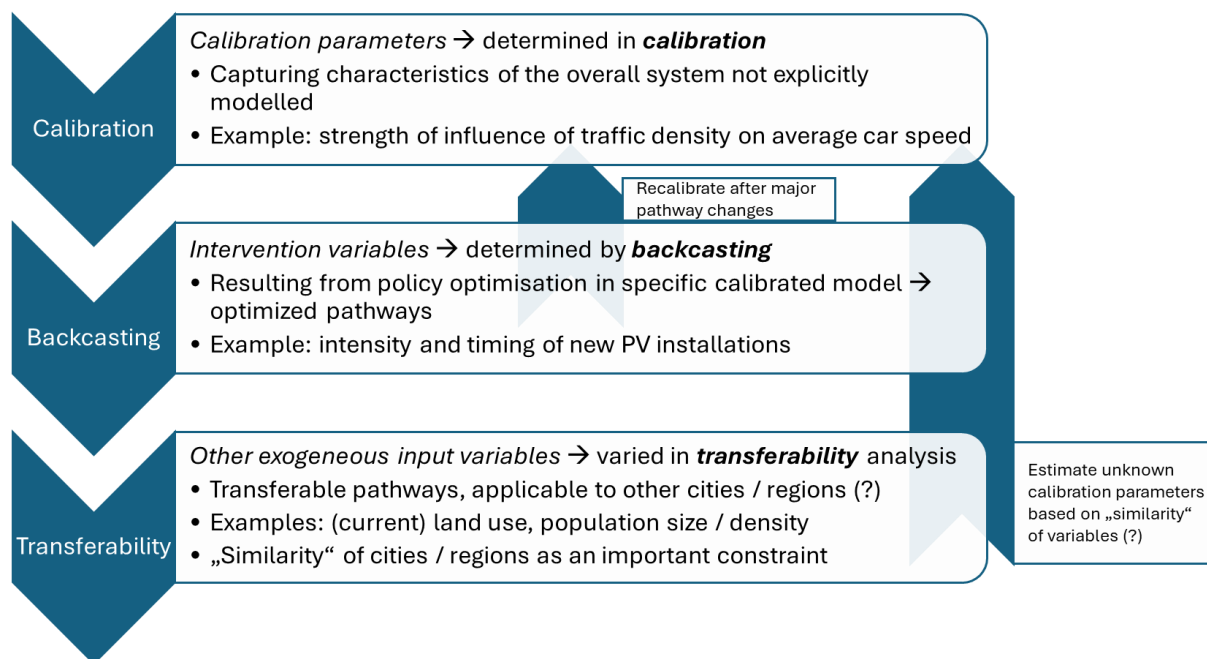 Calibration
Calibration parameters → determined in calibration
• Capturing characteristics of the overall system not explicitly
modelled
• Example: strength of influence of traffic density on average car speed
Recalibrate after major
pathway changes
Backcasting
Intervention variables → determined by backcasting
• Resulting from policy optimisation in specific calibrated model →
optimized pathways
• Example: intensity and timing of new PV installations
Transferability
Other exogeneous input variables → varied in transferability analysis
• Transferable pathways, applicable to other cities / regions (?)
• Examples: (current) land use, population size / density
• „Similarity“ of cities / regions as an important constraint
Estimate unknown
calibration parameters
based on „similarity“
of variables (?)